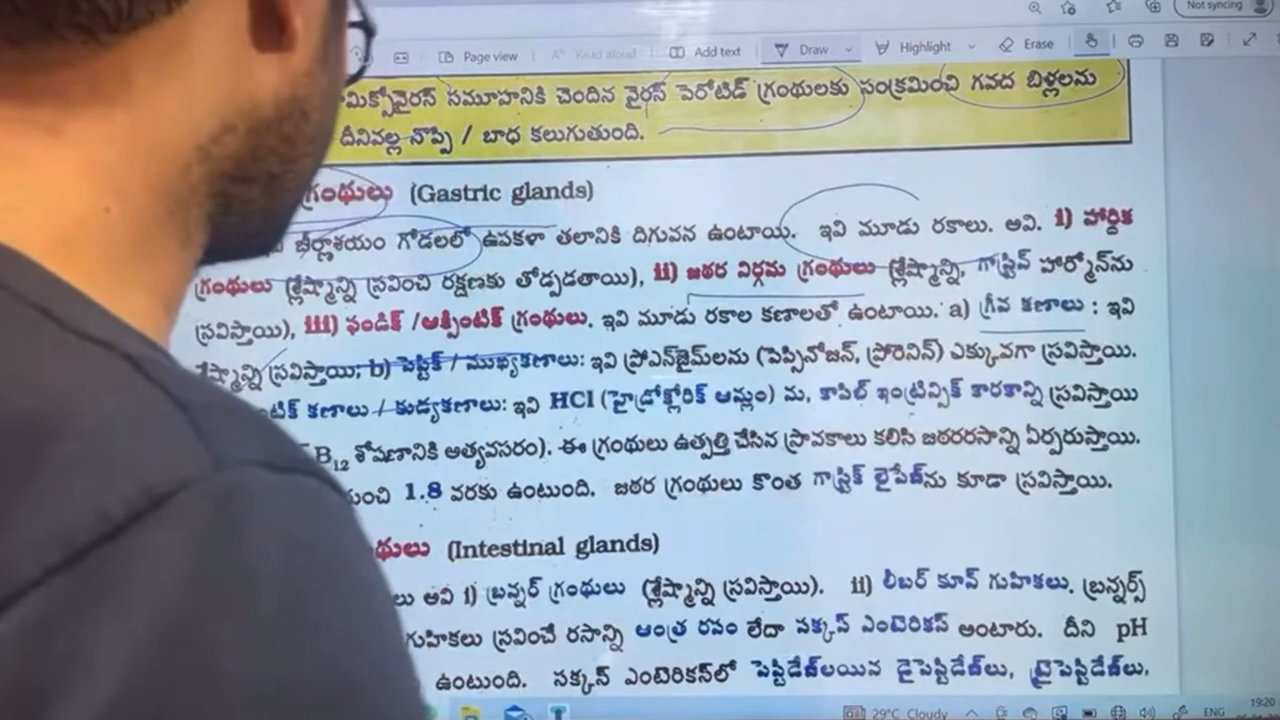 Not syncing
Page view Read aloud Add text Draw Highlight Erase
మిక్సోవైరస్ సమూహనికి చెందిన వైరస్ పెరోటిడ్ గ్రంథులకు సంక్రమించి గవద బిళ్లలను
దీనివల్ల నొప్పి / బాధ కలుగుతుంది.
గ్రంథులు (Gastric glands)
జీర్ణాశయం గోడలలో ఉపకళా తలానికి దిగువన ఉంటాయి. ఇవి మూడు రకాలు. అవి. i) హార్థిక
గ్రంథులు (శ్లేష్మాన్ని స్రవించి రక్షణకు తోడ్పడతాయి), ii) జఠర నిర్గమ గ్రంథులు (శ్లేష్మాన్ని, గాస్ట్రిన్ హార్మోన్‌ను
స్రవిస్తాయి), iii) ఫండిక్ /ఆక్సింటిక్ గ్రంథులు. ఇవి మూడు రకాల కణాలతో ఉంటాయి. a) గ్రీవ కణాలు : ఇవి
స్రవిస్తాయి; b) పెప్టిక్ / ముఖ్యకణాలు: ఇవి ప్రోఎన్‌జైమ్‌లను (పెప్సినోజన్, ప్రోరెనిన్) ఎక్కువగా స్రవిస్తాయి.
కణాలు / కుడ్యకణాలు: ఇవి HCl (హైడ్రోక్లోరిక్ ఆమ్లం) ను, కాసిల్ ఇంట్రిన్సిక్ కారకాన్ని స్రవిస్తాయి
B12 శోషణానికి అత్యవసరం). ఈ గ్రంథులు ఉత్పత్తి చేసిన స్రావకాలు కలిసి జఠరరసాన్ని ఏర్పరుస్తాయి.
1.8 వరకు ఉంటుంది. జఠర గ్రంథులు కొంత గాస్ట్రిక్ లైపేజ్‌ను కూడా స్రవిస్తాయి.
(Intestinal glands)
అవి i) బ్రన్నర్ గ్రంథులు (శ్లేష్మాన్ని స్రవిస్తాయి). ii) లీబర్ కూన్ గుహికలు. బ్రన్నర్స్
గుహికలు స్రవించే రసాన్ని ఆంత్ర రసం లేదా సక్కస్ ఎంటెరికస్ అంటారు. దీని pH
ఉంటుంది. సక్కస్ ఎంటెరికస్‌లో పెప్టిడేజ్‌లయిన డైపెప్టిడేజ్‌లు, ట్రైపెప్టిడేజ్‌లు.
29°C Cloudy ENG 19:20